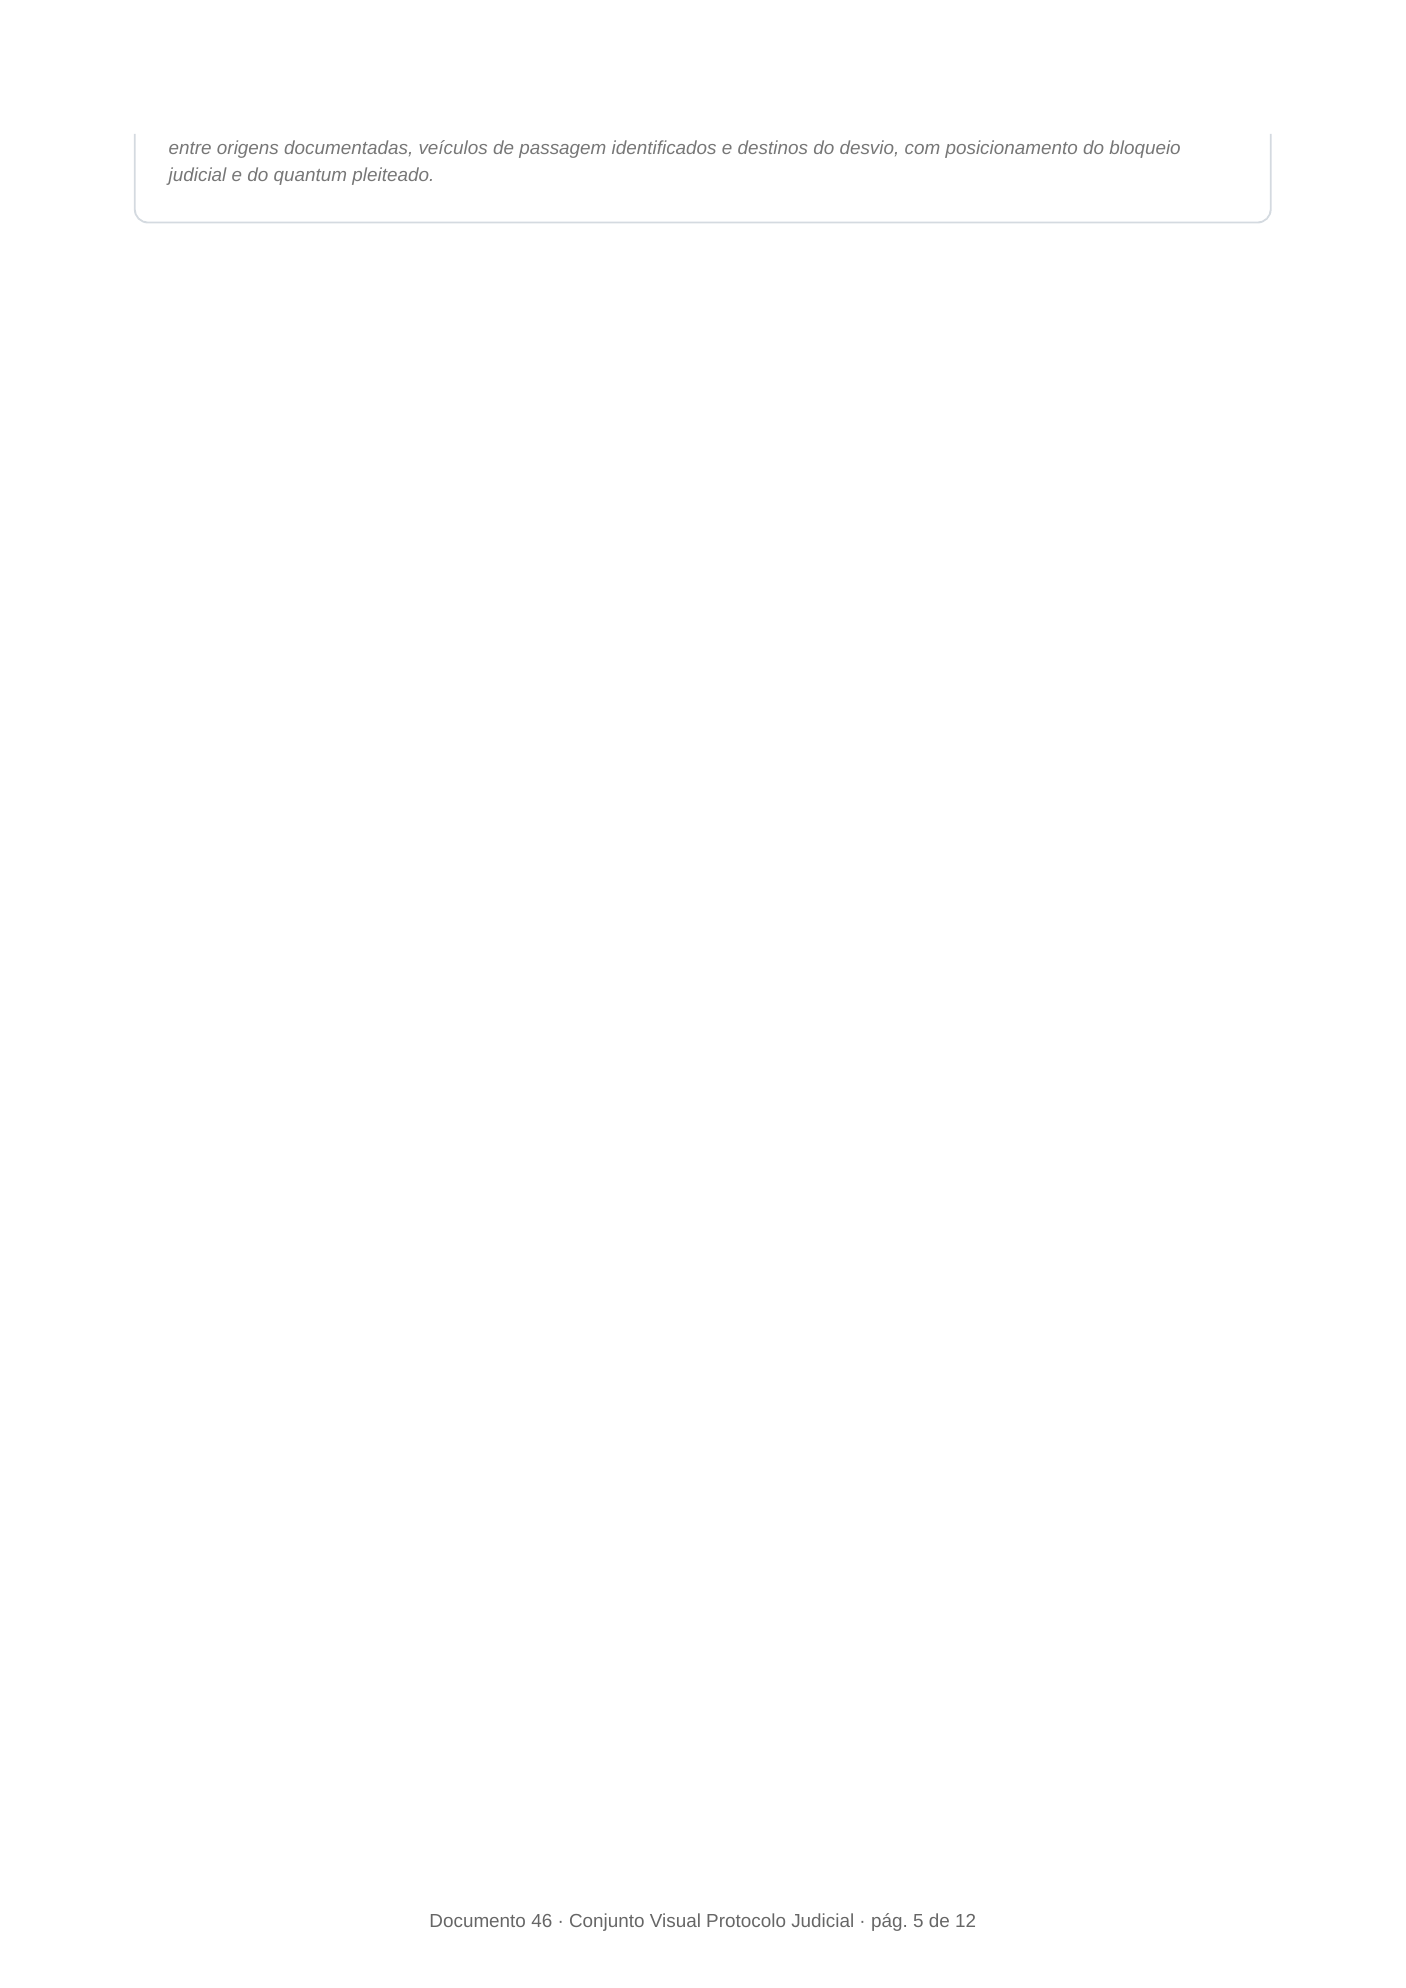 entre origens documentadas, veículos de passagem identificados e destinos do desvio, com posicionamento do bloqueio
judicial e do quantum pleiteado.
Documento 46 · Conjunto Visual Protocolo Judicial · pág. 5 de 12